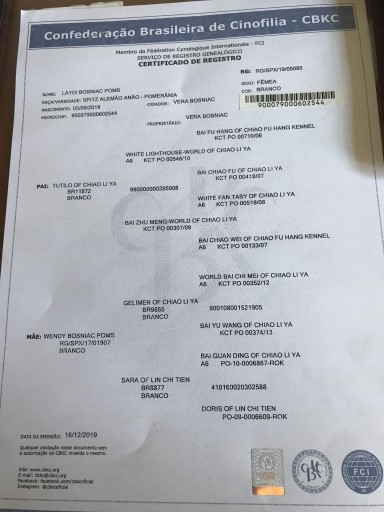 Confederação Brasileira de Cinofilia - CBKC
Membro da Fédération Cynologique Internationale - FCI
SERVIÇO DE REGISTRO GENEALÓGICO
CERTIFICADO DE REGISTRO
RG: RG/SPX/19/05085
SEXO: FÊMEA
COR: BRANCO
NOME: LAYDI BOSNIAC POMS
RAÇA/VARIEDADE: SPITZ ALEMÃO ANÃO - POMERÂNIA
NASCIMENTO: 05/09/2019
CRIADOR: VERA BOSNIAC
MICROCHIP: 900079000602544
900079000602544
PROPRIETÁRIO: VERA BOSNIAC
BAI FU HANG OF CHIAO FU HANG KENNEL
KCT PO 00710/06
WHITE LIGHTHOUSE-WORLD OF CHIAO LI YA
A6 KCT PO 00546/10
BAI CHIAO FU OF CHIAO LI YA
KCT PO 00418/07
PAI: TUTILO OF CHIAO LI YA
BR11872
BRANCO
990000000395008
WHITE FAN TASY OF CHIAO LI YA
A6 KCT PO 00519/06
BAI ZHU MENG-WORLD OF CHIAO LI YA
KCT PO 00307/09
BAI CHIAO WEI OF CHIAO FU HANG KENNEL
A6 KCT PO 00133/07
WORLD BAI CHI MEI OF CHIAO LI YA
A6 KCT PO 00352/12
GELIMER OF CHIAO LI YA
BR9655 900108001521905
BRANCO
BAI YU WANG OF CHIAO LI YA
KCT PO 00374/13
MÃE: WENDY BOSNIAC POMS
RG/SPX/17/01907
BRANCO
BAI GUAN DING OF CHIAO LI YA
A6 PO-10-0006867-ROK
SARA OF LIN CHI TIEN
BR8877 410160020302588
BRANCO
DORIS OF LIN CHI TIEN
PO-09-0006609-ROK
DATA DA EMISSÃO: 16/12/2019
Qualquer anotação neste documento sem
a autorização da CBKC invalida o mesmo.
Site: www.cbkc.org
E-mail: cbkc@cbkc.org
Facebook: facebook.com/cbkcoficial
Instagram: @cbkcoficial
CBKC
FCI